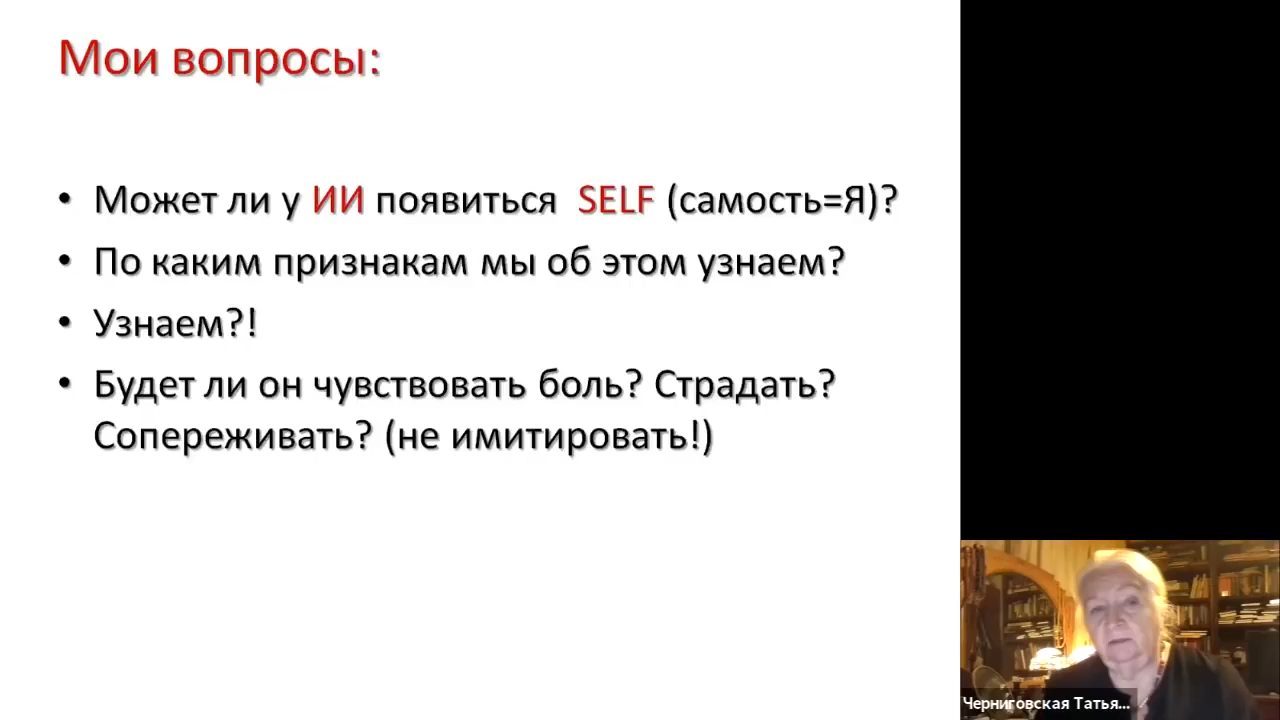 Мои вопросы:
• Может ли у ИИ появиться SELF (самость=Я)?
• По каким признакам мы об этом узнаем?
• Узнаем?!
• Будет ли он чувствовать боль? Страдать?
Сопереживать? (не имитировать!)
Черниговская Татья...